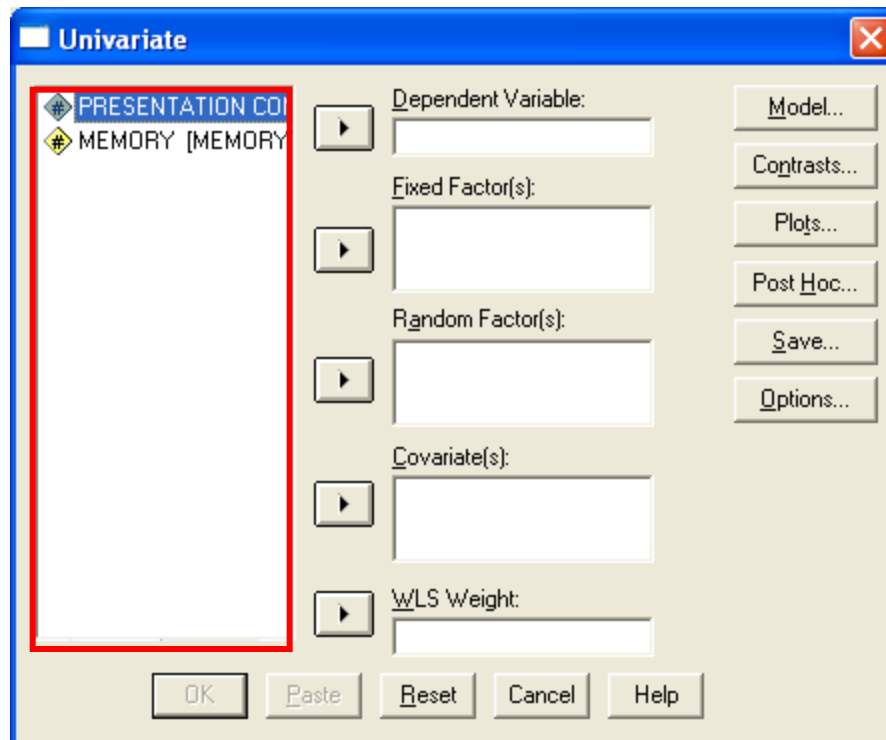 Univariate
PRESENTATION CO
MEMORY [MEMORY
Dependent Variable:
Fixed Factor(s):
Random Factor(s):
Covariate(s):
WLS Weight:
Model...
Contrasts...
Plots...
Post Hoc...
Save...
Options...
OK Paste Reset Cancel Help